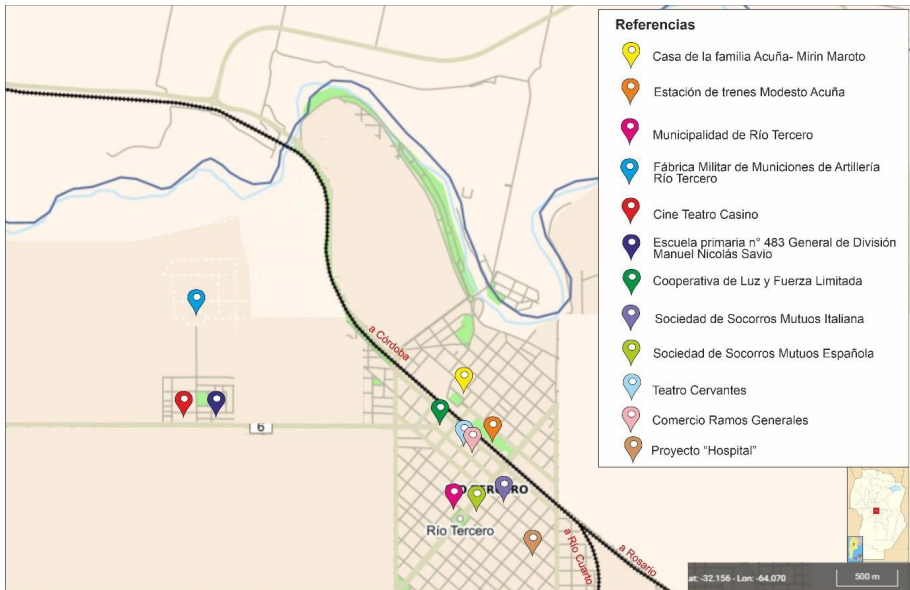 Referencias
Casa de la familia Acuña- Mirin Maroto
Estación de trenes Modesto Acuña
Municipalidad de Río Tercero
Fábrica Militar de Municiones de Artillería
Río Tercero
Cine Teatro Casino
Escuela primaria n° 483 General de División
Manuel Nicolás Savio
Cooperativa de Luz y Fuerza Limitada
Sociedad de Socorros Mutuos Italiana
Sociedad de Socorros Mutuos Española
Teatro Cervantes
Comercio Ramos Generales
Proyecto “Hospital”
a Córdoba
6
TERCERO
Río Tercero
a Río Cuarto
a Rosario
at: -32.156 - Lon: -64.070
500 m